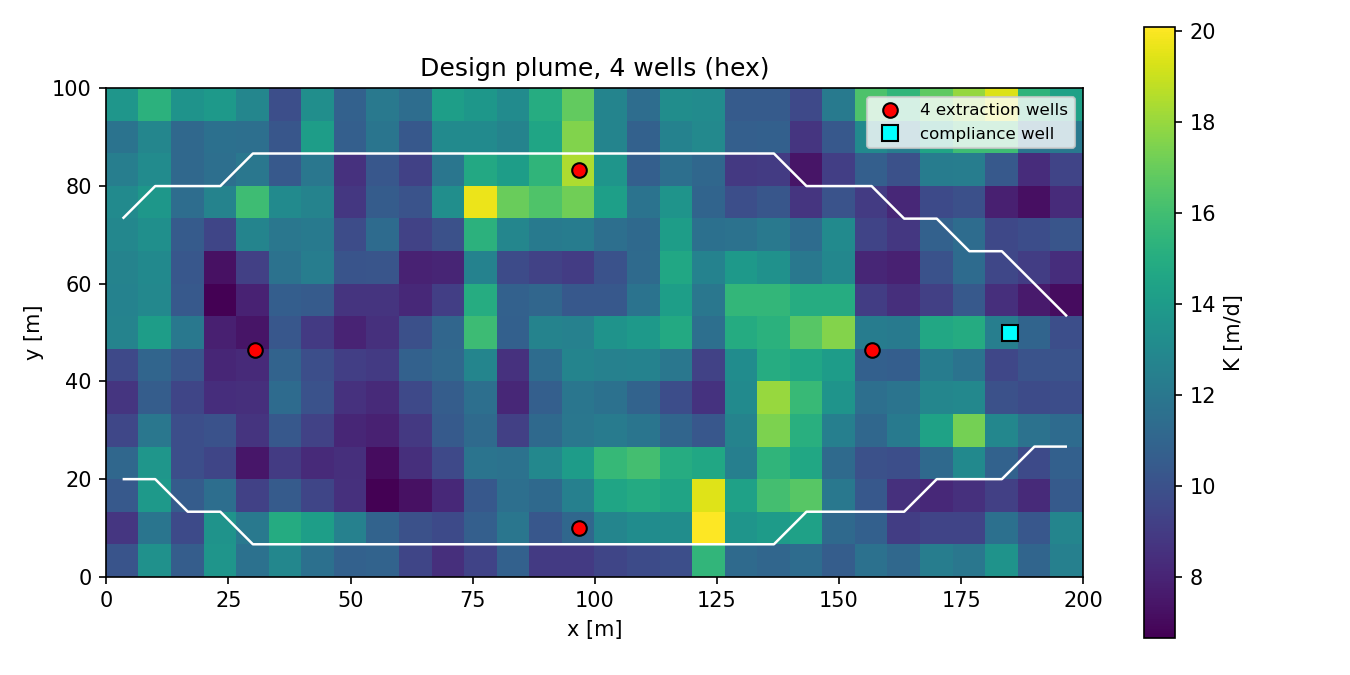 Design plume, 4 wells (hex)
4 extraction wells
compliance well
100
80
60
40
20
0
y [m]
0 25 50 75 100 125 150 175 200
x [m]
20
18
16
14
12
10
8
K [m/d]